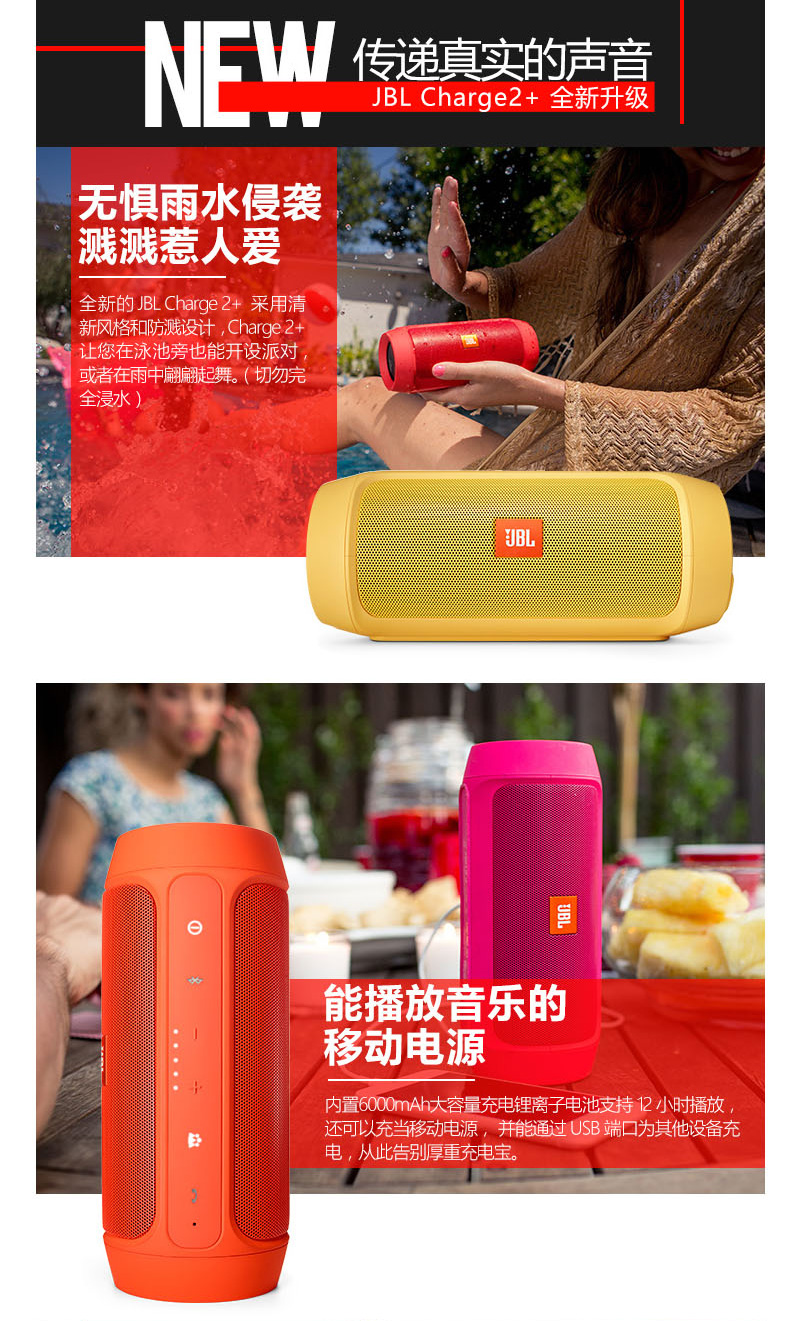 NEW
传递真实的声音
JBL Charge2+ 全新升级
无惧雨水侵袭
溅溅惹人爱
全新的 JBL Charge 2+ 采用清
新风格和防溅设计，Charge 2+
让您在泳池旁也能开设派对，
或者在雨中翩翩起舞。（切勿完
全浸水）
JBL
JBL
JBL
能播放音乐的
移动电源
内置6000mAh大容量充电锂离子电池支持 12 小时播放，
还可以充当移动电源，并能通过 USB 端口为其他设备充
电，从此告别厚重充电宝。